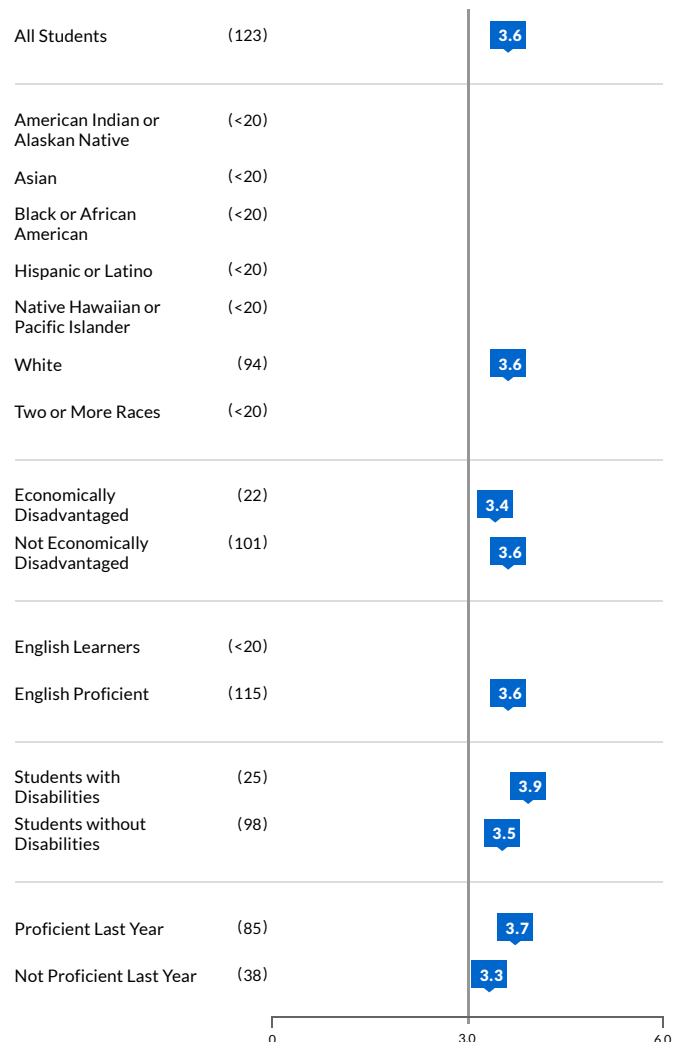 All Students (123) 3.6
American Indian or (<20)
Alaskan Native
Asian (<20)
Black or African (<20)
American
Hispanic or Latino (<20)
Native Hawaiian or (<20)
Pacific Islander
White (94) 3.6
Two or More Races (<20)
Economically (22) 3.4
Disadvantaged
Not Economically (101) 3.6
Disadvantaged
English Learners (<20)
English Proficient (115) 3.6
Students with (25) 3.9
Disabilities
Students without (98) 3.5
Disabilities
Proficient Last Year (85) 3.7
Not Proficient Last Year (38) 3.3
0 3.0 6.0